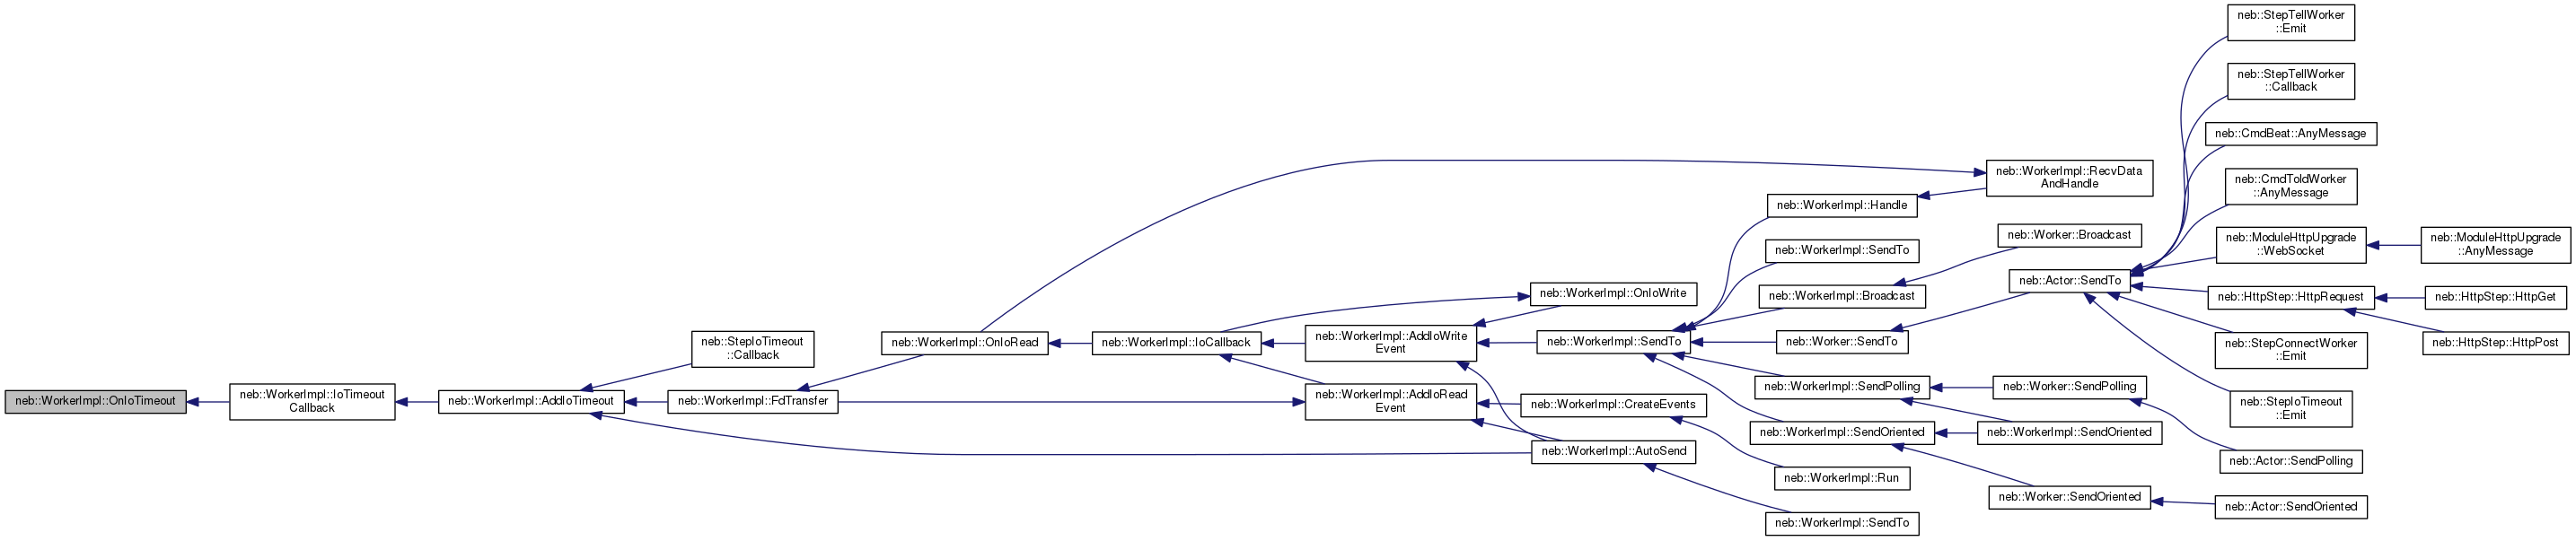 neb::WorkerImpl::OnIoTimeout
neb::WorkerImpl::IoTimeout
Callback
neb::WorkerImpl::AddIoTimeout
neb::StepIoTimeout
::Callback
neb::WorkerImpl::FdTransfer
neb::WorkerImpl::OnIoRead
neb::WorkerImpl::IoCallback
neb::WorkerImpl::AddIoWrite
Event
neb::WorkerImpl::AddIoRead
Event
neb::WorkerImpl::OnIoWrite
neb::WorkerImpl::SendTo
neb::WorkerImpl::CreateEvents
neb::WorkerImpl::AutoSend
neb::WorkerImpl::Handle
neb::WorkerImpl::SendTo
neb::WorkerImpl::Broadcast
neb::Worker::SendTo
neb::WorkerImpl::SendPolling
neb::WorkerImpl::SendOriented
neb::WorkerImpl::Run
neb::WorkerImpl::SendTo
neb::WorkerImpl::RecvData
AndHandle
neb::Worker::Broadcast
neb::Actor::SendTo
neb::Worker::SendPolling
neb::WorkerImpl::SendOriented
neb::Worker::SendOriented
neb::StepTellWorker
::Emit
neb::StepTellWorker
::Callback
neb::CmdBeat::AnyMessage
neb::CmdToldWorker
::AnyMessage
neb::ModuleHttpUpgrade
::WebSocket
neb::HttpStep::HttpRequest
neb::StepConnectWorker
::Emit
neb::StepIoTimeout
::Emit
neb::Actor::SendPolling
neb::Actor::SendOriented
neb::ModuleHttpUpgrade
::AnyMessage
neb::HttpStep::HttpGet
neb::HttpStep::HttpPost